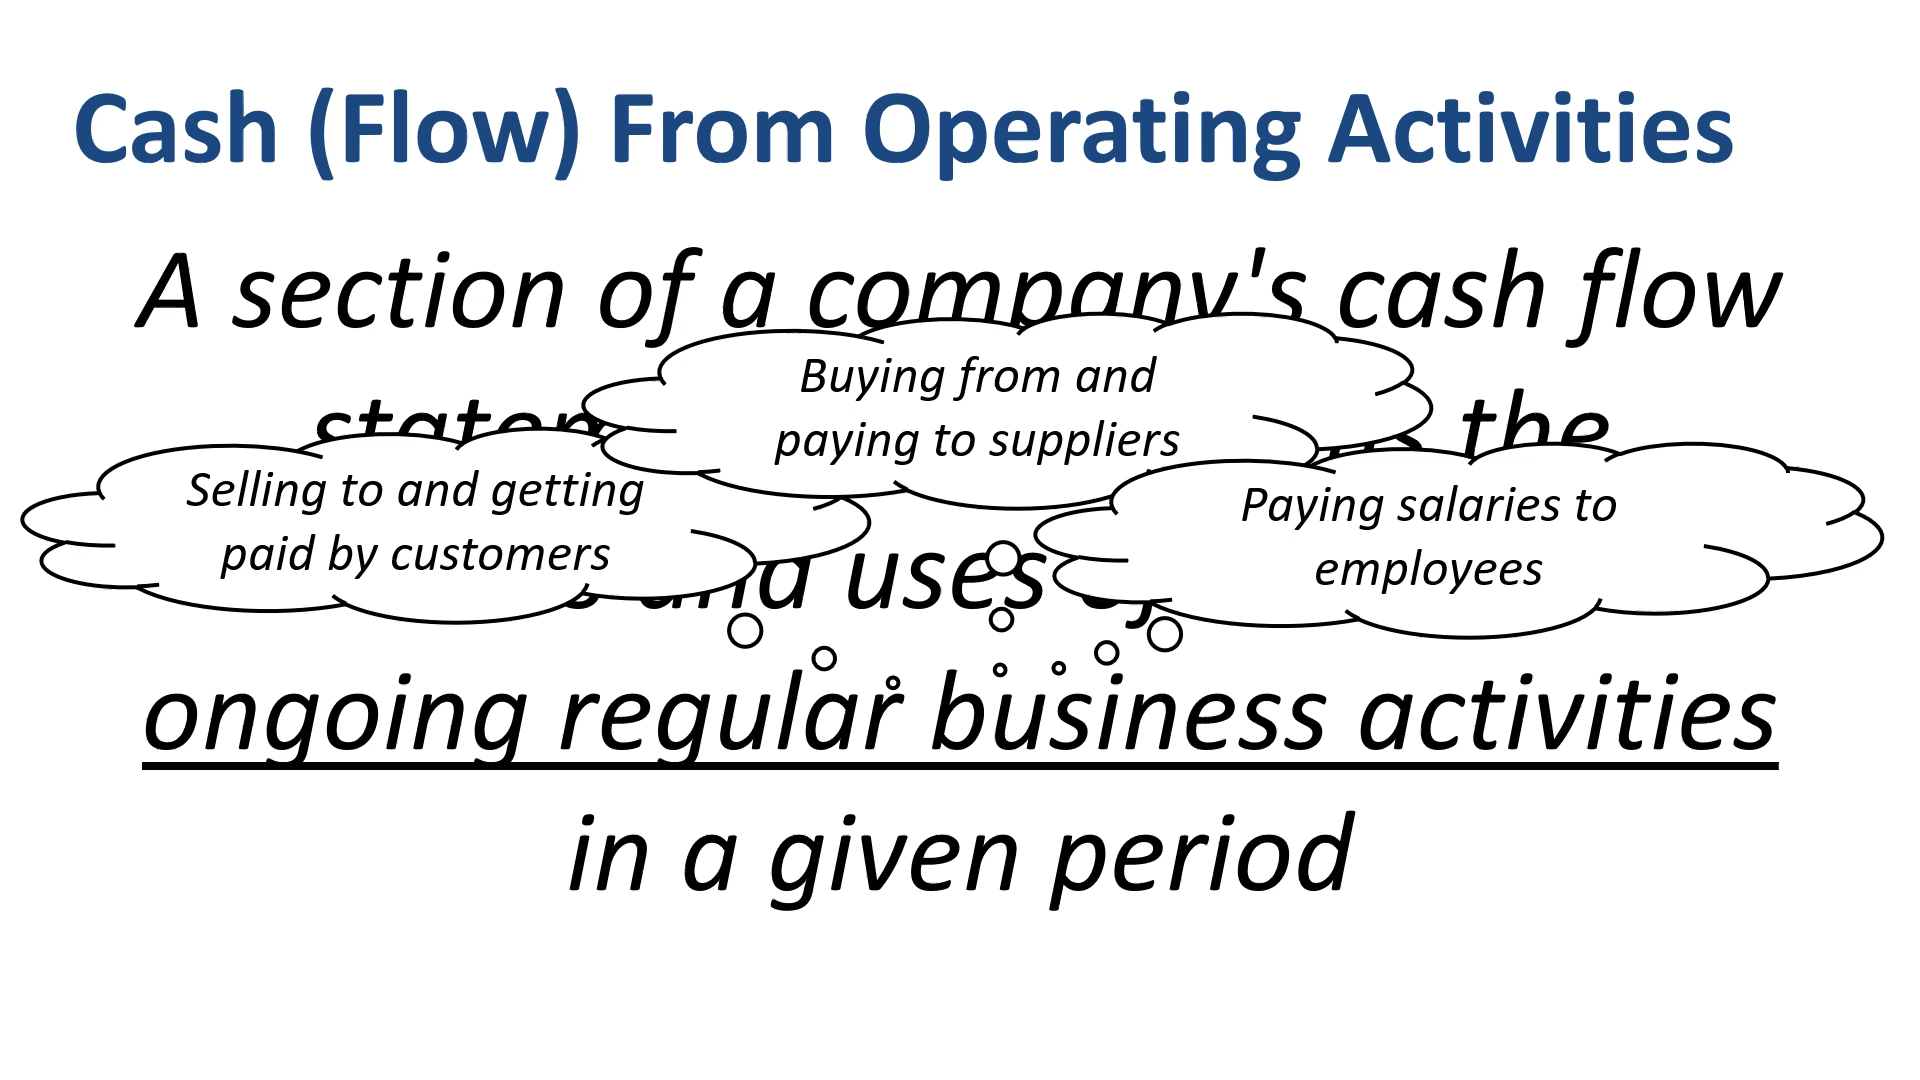 Cash (Flow) From Operating Activities
A section of a company's cash flow
the
Buying from and
paying to suppliers
Selling to and getting
paid by customers
Paying salaries to
employees
uses
ongoing regular business activities
in a given period